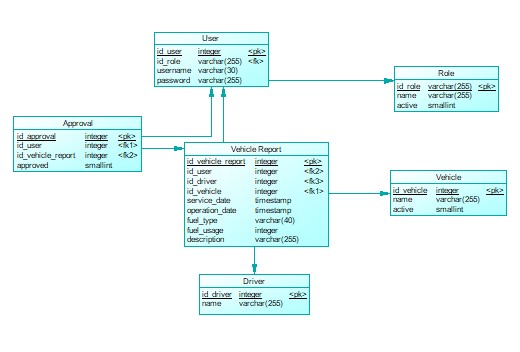 User
id_user integer <pk>
id_role varchar(255) <fk>
username varchar(30)
password varchar(255)
Role
id_role varchar(255) <pk>
name varchar(255)
active smallint
Approval
id_approval integer <pk>
id_user integer <fk1>
id_vehicle_report integer <fk2>
approved smallint
Vehicle Report
id_vehicle_report integer <pk>
id_user integer <fk2>
id_driver integer <fk3>
id_vehicle integer <fk1>
service_date timestamp
operation_date timestamp
fuel_type varchar(40)
fuel_usage integer
description varchar(255)
Vehicle
id_vehicle integer <pk>
name varchar(255)
active smallint
Driver
id_driver integer <pk>
name varchar(255)